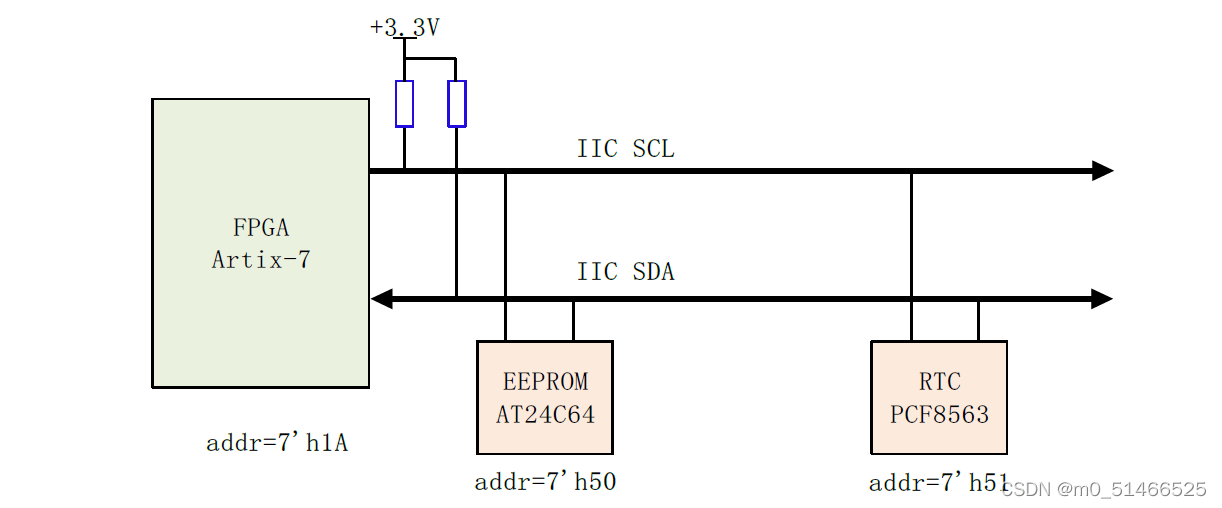 +3.3V
IIC SCL
FPGA
Artix-7
IIC SDA
EEPROM
AT24C64
RTC
PCF8563
addr=7'h1A
addr=7'h50
addr=7'h51
CSDN @m0_51466525